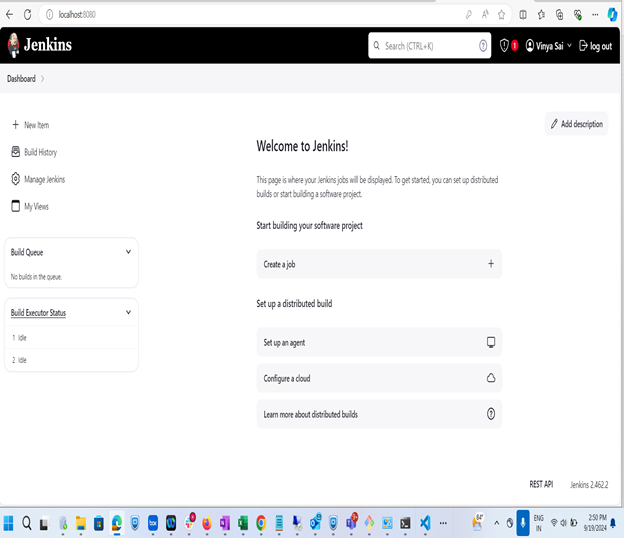 localhost:8080
Jenkins
Search (CTRL+K)
1
Vinya Sai
log out
Dashboard
New Item
Build History
Manage Jenkins
My Views
Build Queue
No builds in the queue.
Build Executor Status
1 Idle
2 Idle
Add description
Welcome to Jenkins!
This page is where your Jenkins jobs will be displayed. To get started, you can set up distributed
builds or start building a software project.
Start building your software project
Create a job
Set up a distributed build
Set up an agent
Configure a cloud
Learn more about distributed builds
REST API
Jenkins 2.462.2
84°
ENG
IN
2:50 PM
9/19/2024